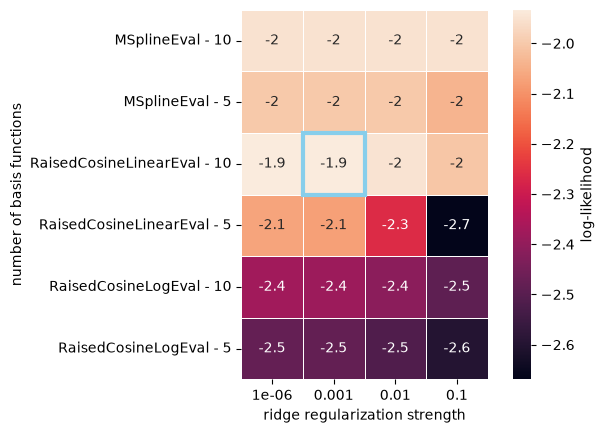 MSplineEval - 10 -2 -2 -2 -2
MSplineEval - 5 -2 -2 -2 -2
RaisedCosineLinearEval - 10 -1.9 -1.9 -2 -2
RaisedCosineLinearEval - 5 -2.1 -2.1 -2.3 -2.7
RaisedCosineLogEval - 10 -2.4 -2.4 -2.4 -2.5
RaisedCosineLogEval - 5 -2.5 -2.5 -2.5 -2.6
1e-06 0.001 0.01 0.1
ridge regularization strength
number of basis functions
−2.0
−2.1
−2.2
−2.3
−2.4
−2.5
−2.6
log-likelihood